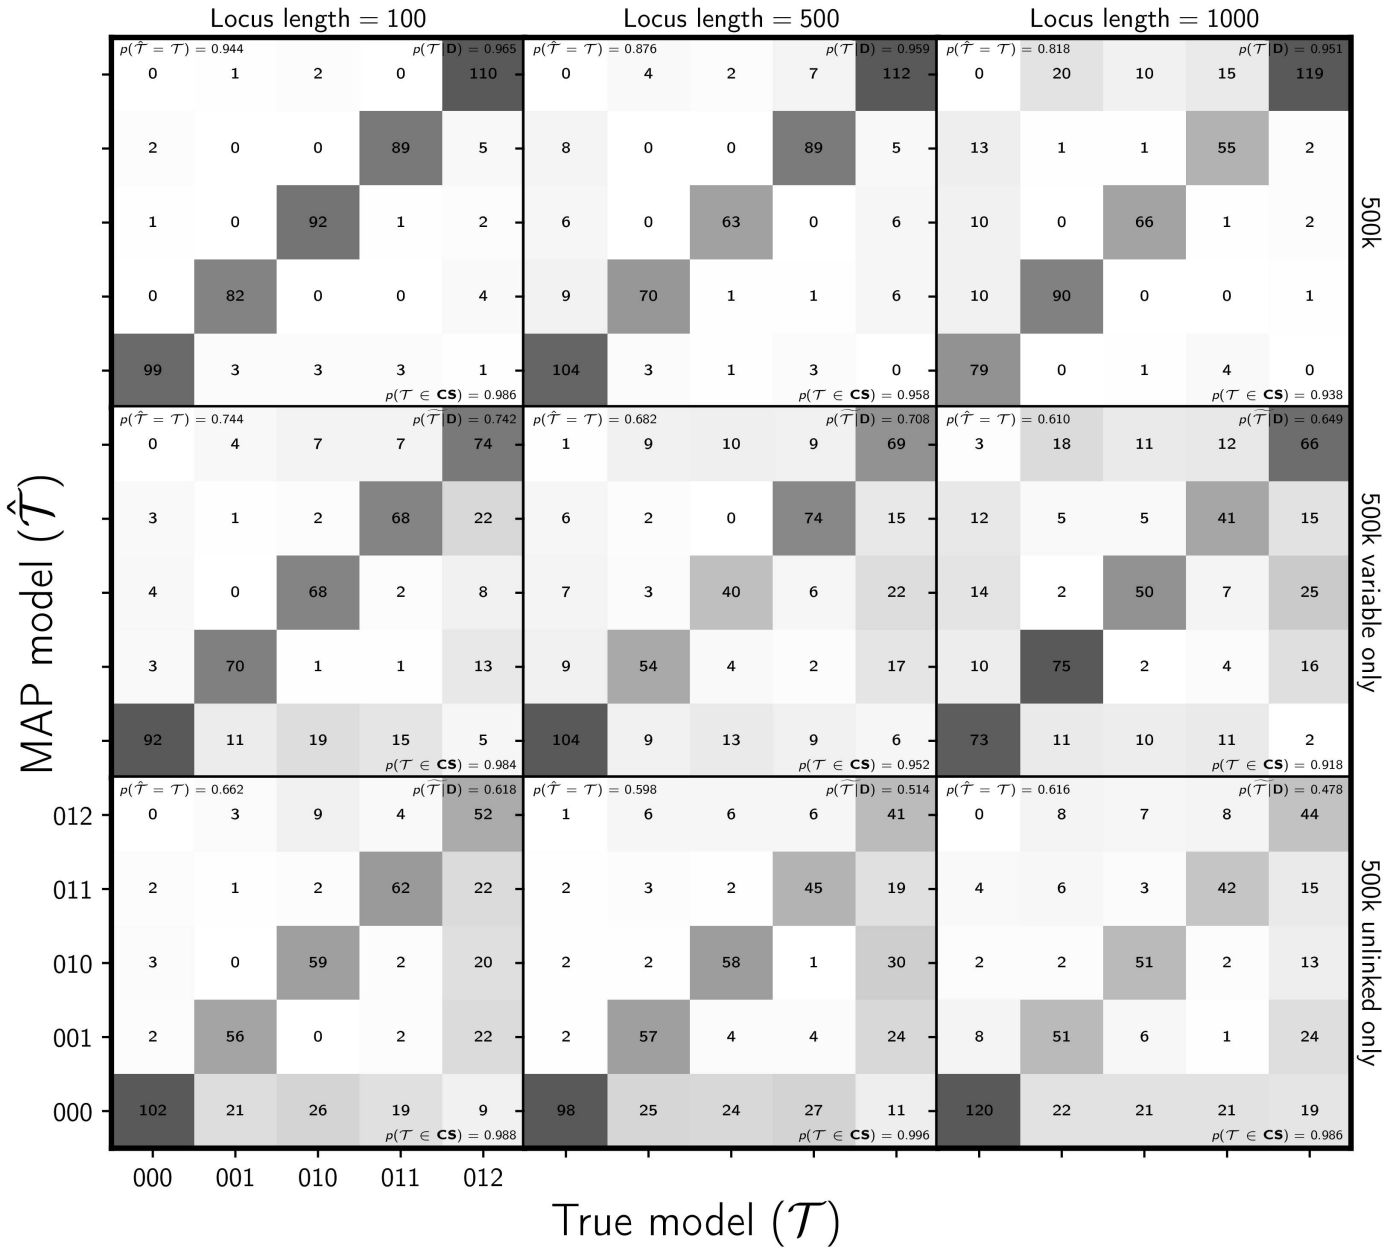 Locus length = 100
Locus length = 500
Locus length = 1000
p(𝒯̂ = 𝒯) = 0.944 p(𝒯|D) = 0.965
0 1 2 0 110
2 0 0 89 5
1 0 92 1 2
0 82 0 0 4
99 3 3 3 1
p(𝒯 ∈ CS) = 0.986
p(𝒯̂ = 𝒯) = 0.876 p(𝒯|D) = 0.959
0 4 2 7 112
8 0 0 89 5
6 0 63 0 6
9 70 1 1 6
104 3 1 3 0
p(𝒯 ∈ CS) = 0.958
p(𝒯̂ = 𝒯) = 0.818 p(𝒯|D) = 0.951
0 20 10 15 119
13 1 1 55 2
10 0 66 1 2
10 90 0 0 1
79 0 1 4 0
p(𝒯 ∈ CS) = 0.938
500k
p(𝒯̂ = 𝒯) = 0.744 p(𝒯|D) = 0.742
0 4 7 7 74
3 1 2 68 22
4 0 68 2 8
3 70 1 1 13
92 11 19 15 5
p(𝒯 ∈ CS) = 0.984
p(𝒯̂ = 𝒯) = 0.682 p(𝒯|D) = 0.708
1 9 10 9 69
6 2 0 74 15
7 3 40 6 22
9 54 4 2 17
104 9 13 9 6
p(𝒯 ∈ CS) = 0.952
p(𝒯̂ = 𝒯) = 0.610 p(𝒯|D) = 0.649
3 18 11 12 66
12 5 5 41 15
14 2 50 7 25
10 75 2 4 16
73 11 10 11 2
p(𝒯 ∈ CS) = 0.918
500k variable only
MAP model (𝒯̂)
p(𝒯̂ = 𝒯) = 0.662 p(𝒯|D) = 0.618
012 0 3 9 4 52
011 2 1 2 62 22
010 3 0 59 2 20
001 2 56 0 2 22
000 102 21 26 19 9
p(𝒯 ∈ CS) = 0.988
p(𝒯̂ = 𝒯) = 0.598 p(𝒯|D) = 0.514
1 6 6 6 41
2 3 2 45 19
2 2 58 1 30
2 57 4 4 24
98 25 24 27 11
p(𝒯 ∈ CS) = 0.996
p(𝒯̂ = 𝒯) = 0.616 p(𝒯|D) = 0.478
0 8 7 8 44
4 6 3 42 15
2 2 51 2 13
8 51 6 1 24
120 22 21 21 19
p(𝒯 ∈ CS) = 0.986
500k unlinked only
000 001 010 011 012
True model (𝒯)